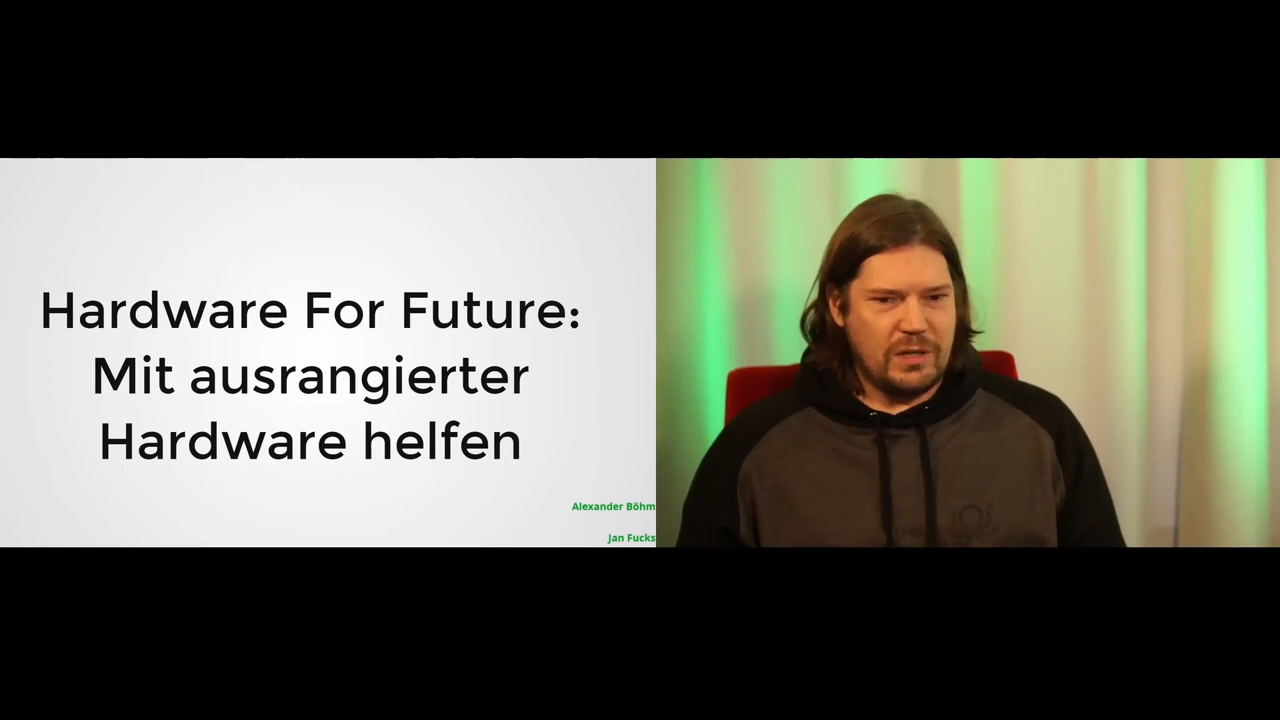 Hardware For Future:
Mit ausrangierter
Hardware helfen
Alexander Böhm
Jan Fucks